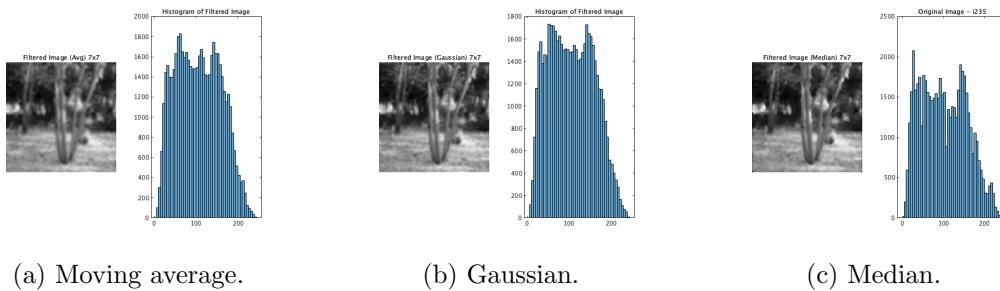 Histogram of Filtered Image
Filtered Image (Avg) 7x7
2000
1800
1600
1400
1200
1000
800
600
400
200
0
0 100 200
(a) Moving average.
Histogram of Filtered Image
Filtered Image (Gaussian) 7x7
1800
1600
1400
1200
1000
800
600
400
200
0
0 100 200
(b) Gaussian.
Original Image - i235
Filtered Image (Median) 7x7
2500
2000
1500
1000
500
0
0 100 200
(c) Median.